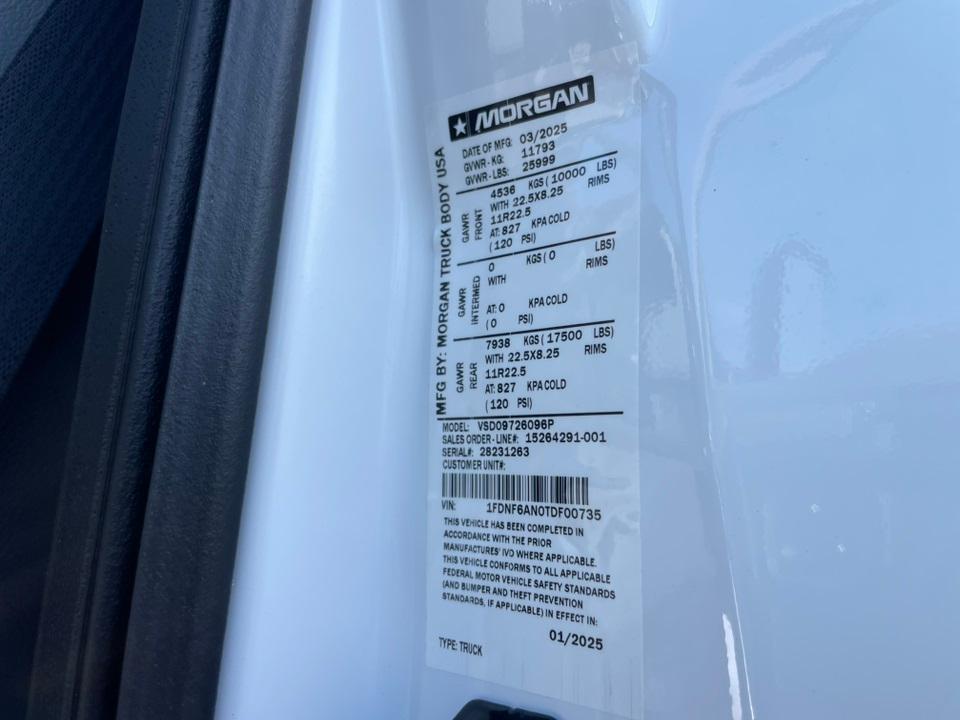 MORGAN
DATE OF MFG: 03/2025
GVWR - KG: 11793
GVWR - LBS: 25999
MFG BY: MORGAN TRUCK BODY USA
GAWR FRONT
4536 KGS ( 10000 LBS)
WITH 22.5X8.25 RIMS
11R22.5
AT: 827 KPA COLD
( 120 PSI)
GAWR INTERMED
0 KGS ( 0 LBS)
WITH RIMS
AT: 0 KPA COLD
( 0 PSI)
GAWR REAR
7938 KGS ( 17500 LBS)
WITH 22.5X8.25 RIMS
11R22.5
AT: 827 KPA COLD
( 120 PSI)
MODEL: VSD09726096P
SALES ORDER - LINE#: 15264291-001
SERIAL#: 28231263
CUSTOMER UNIT#:
VIN: 1FDNF6AN0TDF00735
THIS VEHICLE HAS BEEN COMPLETED IN
ACCORDANCE WITH THE PRIOR
MANUFACTURES' IVD WHERE APPLICABLE.
THIS VEHICLE CONFORMS TO ALL APPLICABLE
FEDERAL MOTOR VEHICLE SAFETY STANDARDS
(AND BUMPER AND THEFT PREVENTION
STANDARDS, IF APPLICABLE) IN EFFECT IN:
01/2025
TYPE: TRUCK